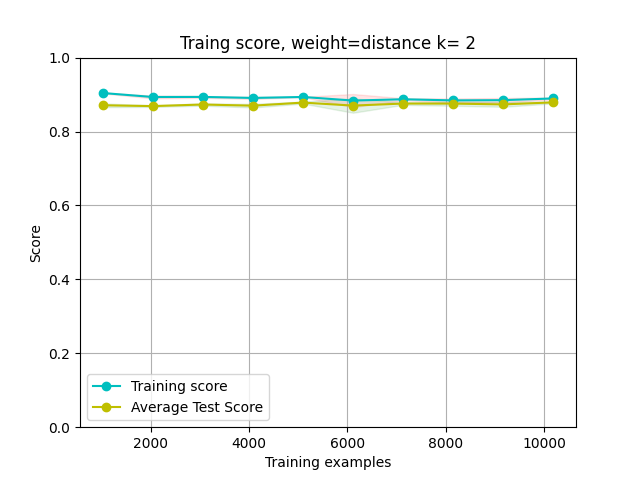 Traing score, weight=distance k= 2
1.0
0.8
0.6
0.4
0.2
0.0
Score
Training score
Average Test Score
2000 4000 6000 8000 10000
Training examples